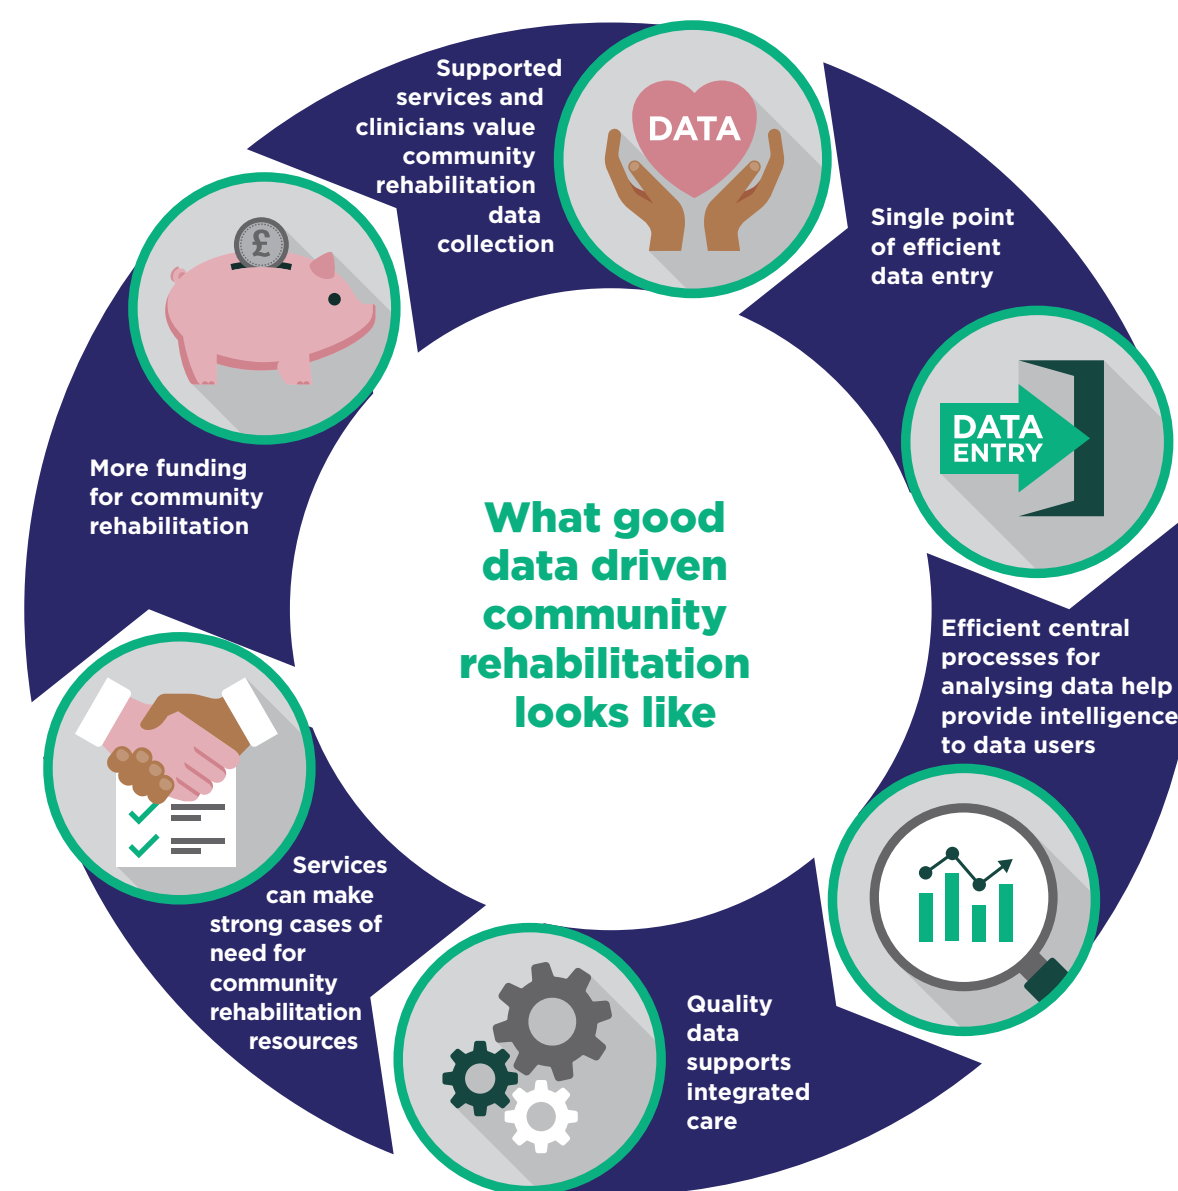 Supported
services and
clinicians value
community
rehabilitation
data
collection
DATA
Single point
of efficient
data entry
DATA
ENTRY
Efficient central
processes for
analysing data help
provide intelligence
to data users
Quality
data
supports
integrated
care
Services
can make
strong cases of
need for
community
rehabilitation
resources
More funding
for community
rehabilitation
£
What good
data driven
community
rehabilitation
looks like